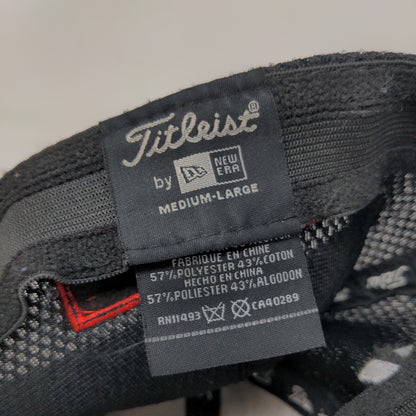 Titleist®
by NEW ERA
MEDIUM-LARGE
FABRIQUE EN CHINE
57%POLYESTER 43%COTON
HECHO EN CHINA
57%POLIESTER 43%ALGODON
RN11493 CA40289